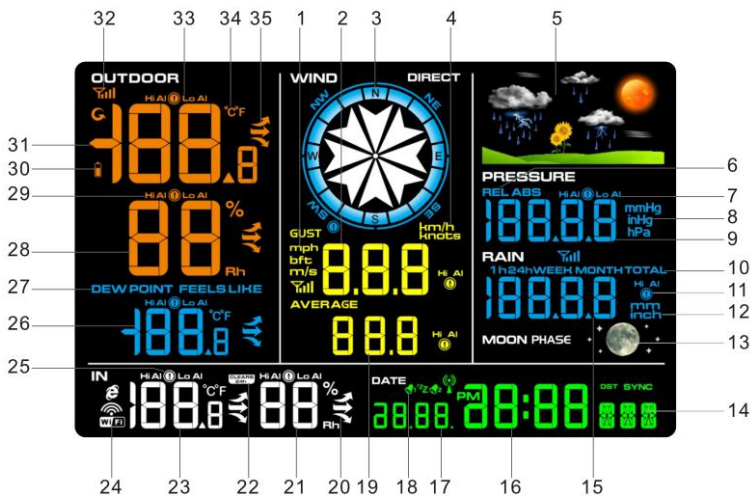 32 33 34 35 1 2 3 4 5
OUTDOOR
Hi Al Lo Al
°C°F
188.8
31
30
29
Hi Al Lo Al
88 %
28
Rh
27
DEW POINT FEELS LIKE
Hi Al Lo Al
26
188.8 °C°F
WIND DIRECT
N
NE
E
SE
S
SW
W
NW
GUST
km/h
knots
mph
bft
m/s
8.8.8
Hi Al
AVERAGE
88.8
Hi Al
6
PRESSURE
REL ABS Hi Al Lo Al
7
188.8.8
mmHg
inHg
hPa
8
9
RAIN
1h24hWEEK MONTHTOTAL
10
188.8.8
Hi Al
11
mm
inch
12
MOON PHASE
13
25
IN
Hi Al Lo Al
°C°F
188.8
WiFi
CLEARS
24h
Hi Al Lo Al
88 %
Rh
DATE
1 Z Z 2
28.88.
PM 28:88
DST SYNC
14
24 23 22 21 20 19 18 17 16 15